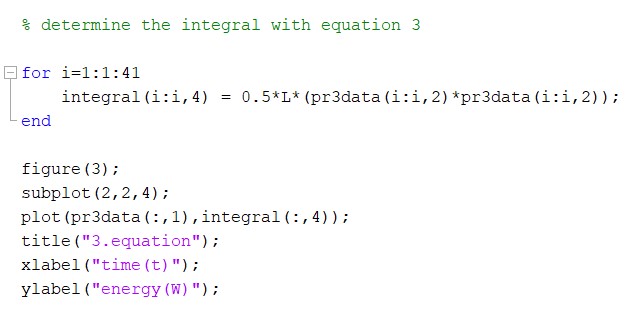 % determine the integral with equation 3
for i=1:1:41
integral(i:i,4) = 0.5*L*(pr3data(i:i,2)*pr3data(i:i,2));
end
figure(3);
subplot(2,2,4);
plot(pr3data(:,1),integral(:,4));
title("3.equation");
xlabel("time(t)");
ylabel("energy(W)");